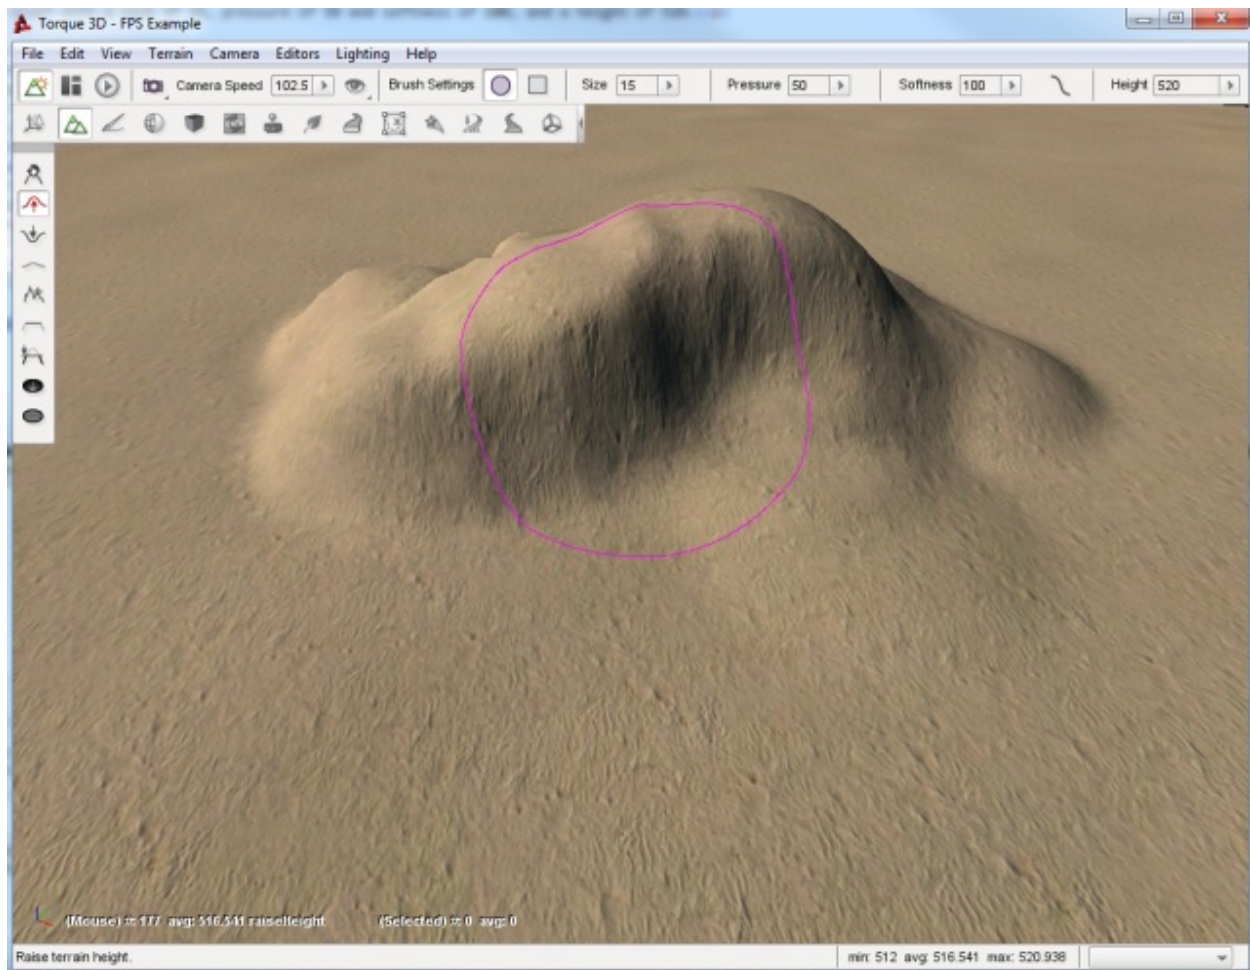 Torque 3D - FPS Example
File Edit View Terrain Camera Editors Lighting Help
Camera Speed 102.5 Brush Settings Size 15 Pressure 50 Softness 100 Height 520
(Mouse) = 177 avg: 516.541 raiseHeight (Selected) = 0 avg: 0
Raise terrain height.
min: 512 avg: 516.541 max: 520.938